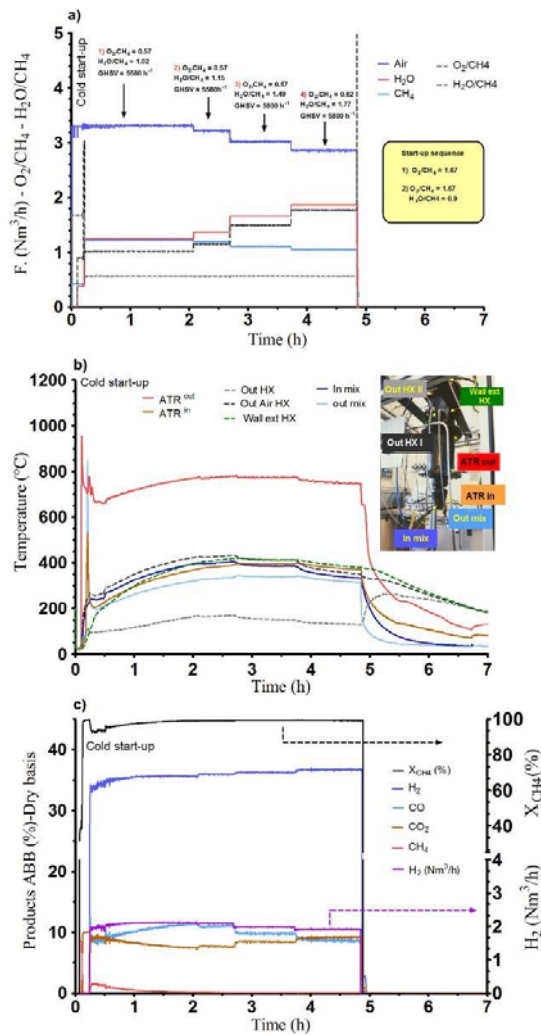 a)
Cold start-up
1) O₂/CH₄ = 0.57
H₂O/CH₄ = 1.02
GHSV = 5580 h⁻¹
2) O₂/CH₄ = 0.57
H₂O/CH₄ = 1.15
GHSV = 5580h⁻¹
3) O₂/CH₄ = 0.57
H₂O/CH₄ = 1.49
GHSV = 5800 h⁻¹
4) O₂/CH₄ = 0.62
H₂O/CH₄ = 1.77
GHSV = 5800 h⁻¹
Air
H₂O
CH₄
O₂/CH4
H₂O/CH4
Start-up sequence
1) O₂/CH₄ = 1.67
2) O₂/CH₄ = 1.67
H₂O/CH4 = 0.9
F. (Nm³/h) - O₂/CH₄ - H₂O/CH₄
4
3
2
1
0
0 1 2 3 4 5 6 7
Time (h)
b)
Cold start-up
ATR out
ATR in
Out HX
Out Air HX
Wall ext HX
In mix
out mix
Out HX II
Wall ext HX
Out HX I
ATR out
ATR in
Out mix
In mix
Temperature (°C)
1200
1000
800
600
400
200
0
0 1 2 3 4 5 6 7
Time (h)
c)
Cold start-up
X_CH4 (%)
H₂
CO
CO₂
CH₄
H₂ (Nm³/h)
Products ABB (%)-Dry basis
45
35
25
20
10
0
X_CH4(%)
100
80
60
40
H₂ (Nm³/h)
4
3
2
1
0
0 1 2 3 4 5 6 7
Time (h)